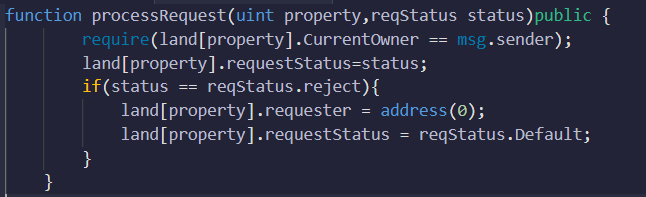 function processRequest(uint property,reqStatus status)public {
        require(land[property].CurrentOwner == msg.sender);
        land[property].requestStatus=status;
        if(status == reqStatus.reject){
            land[property].requester = address(0);
            land[property].requestStatus = reqStatus.Default;
        }
    }